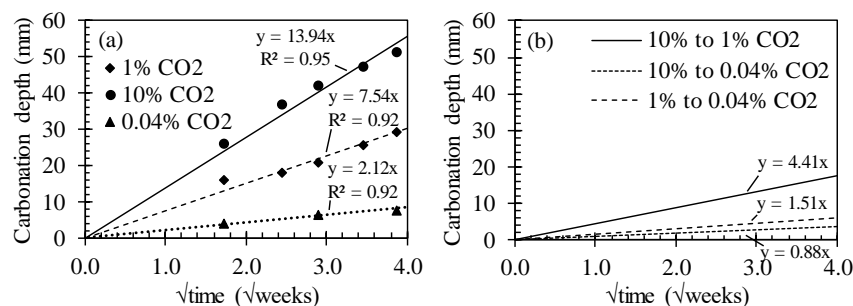 60
50
40
30
20
10
0
Carbonation depth (mm)
(a)
1% CO2
10% CO2
0.04% CO2
y = 13.94x
R² = 0.95
y = 7.54x
R² = 0.92
y = 2.12x
R² = 0.92
0.0 1.0 2.0 3.0 4.0
√time (√weeks)
60
50
40
30
20
10
0
Carbonation depth (mm)
(b)
10% to 1% CO2
10% to 0.04% CO2
1% to 0.04% CO2
y = 4.41x
y = 1.51x
y = 0.88x
0.0 1.0 2.0 3.0 4.0
√time (√weeks)